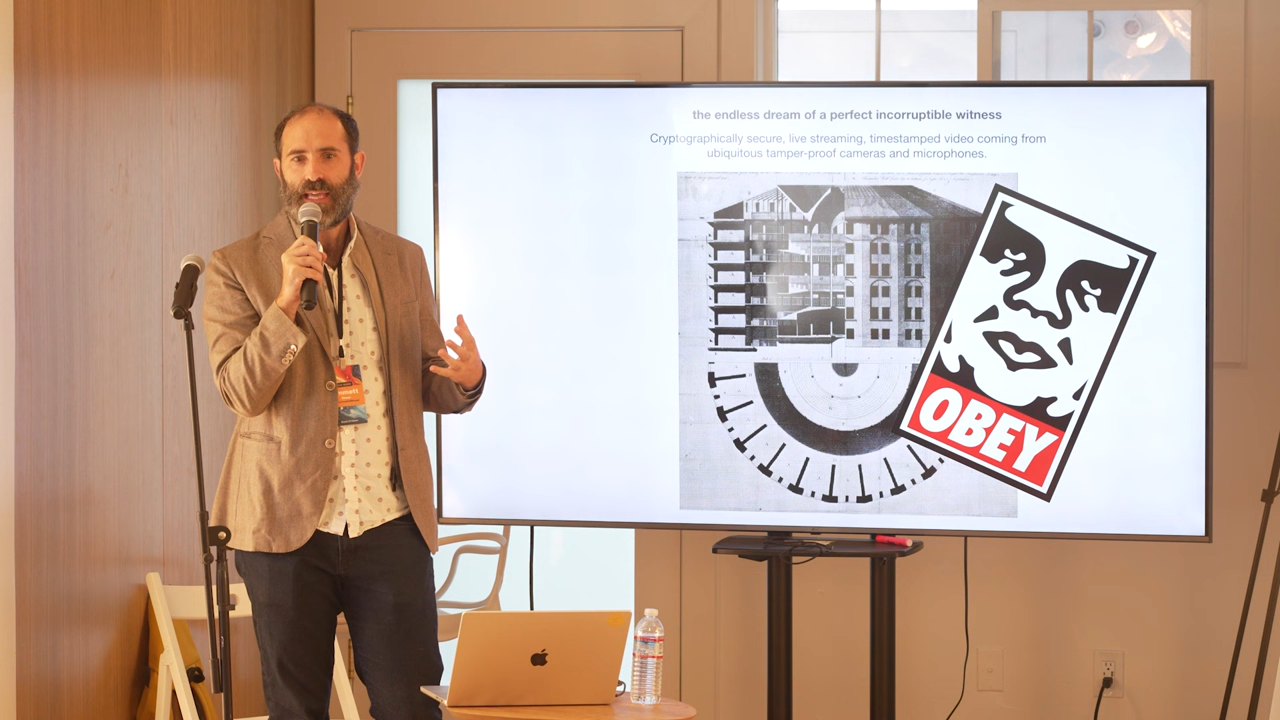 the endless dream of a perfect incorruptible witness
Cryptographically secure, live streaming, timestamped video coming from
ubiquitous tamper-proof cameras and microphones.
OBEY